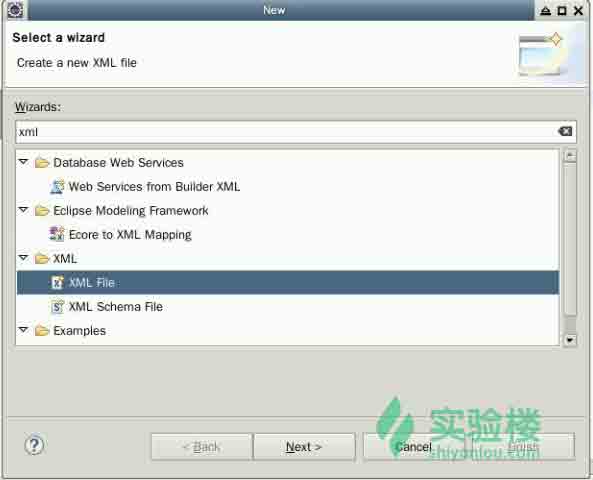 New
Select a wizard
Create a new XML file
Wizards:
xml
Database Web Services
Web Services from Builder XML
Eclipse Modeling Framework
Ecore to XML Mapping
XML
XML File
XML Schema File
Examples
< Back
Next >
Cancel
Finish
实验楼
shiyanlou.com